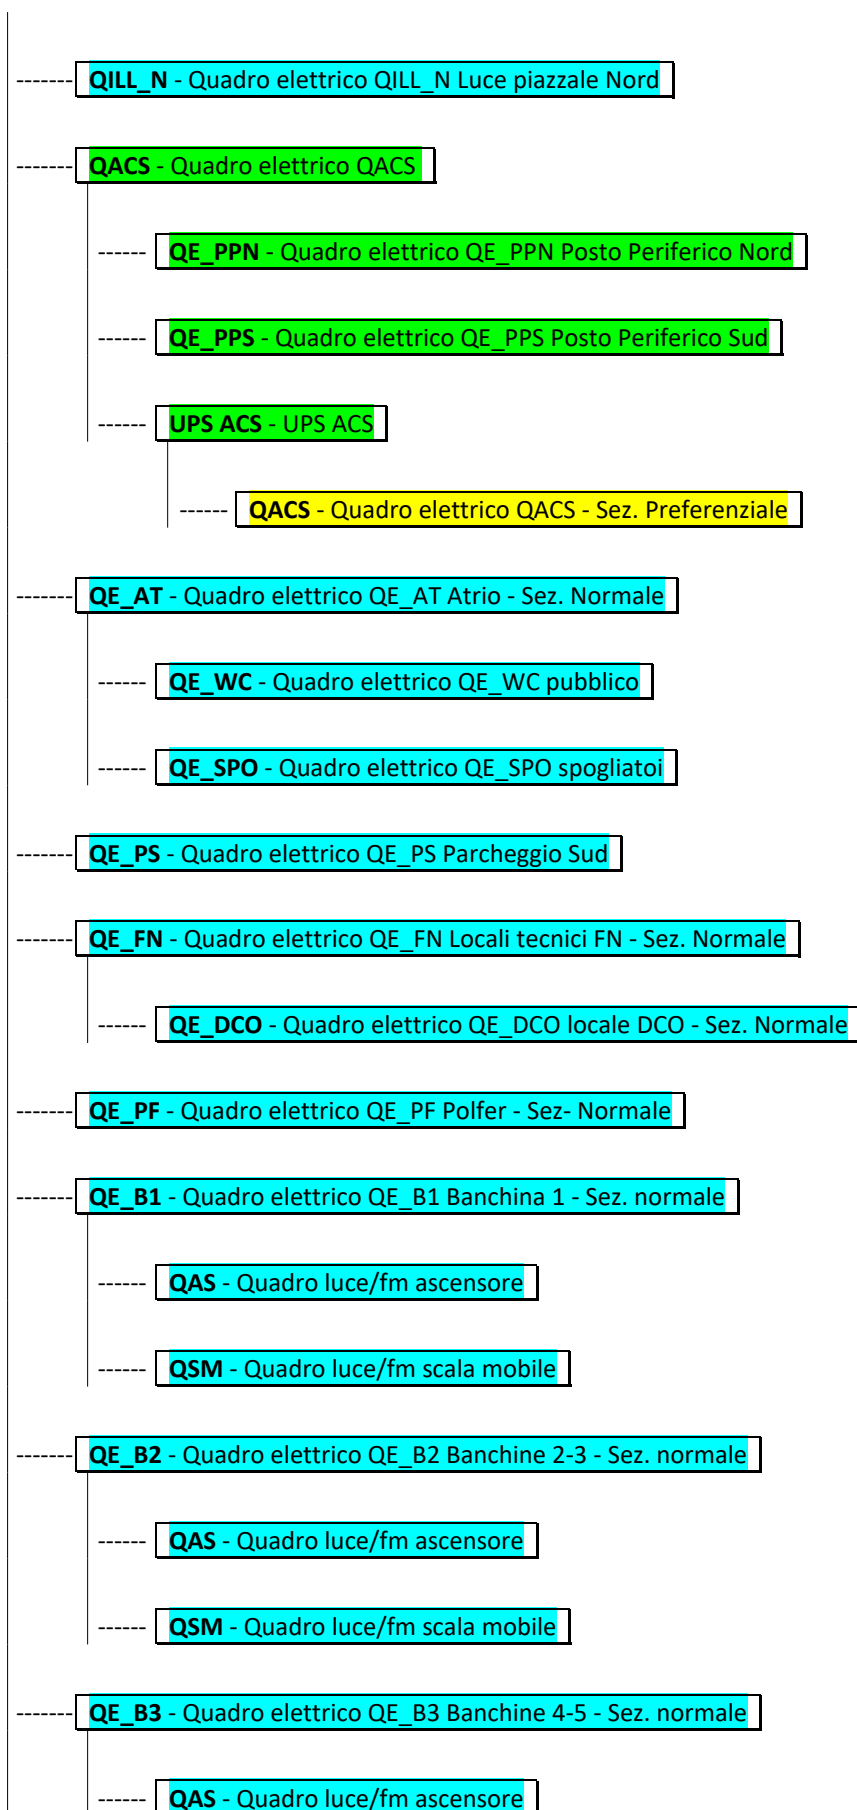 QILL_N - Quadro elettrico QILL_N Luce piazzale Nord
QACS - Quadro elettrico QACS
QE_PPN - Quadro elettrico QE_PPN Posto Periferico Nord
QE_PPS - Quadro elettrico QE_PPS Posto Periferico Sud
UPS ACS - UPS ACS
QACS - Quadro elettrico QACS - Sez. Preferenziale
QE_AT - Quadro elettrico QE_AT Atrio - Sez. Normale
QE_WC - Quadro elettrico QE_WC pubblico
QE_SPO - Quadro elettrico QE_SPO spogliatoi
QE_PS - Quadro elettrico QE_PS Parcheggio Sud
QE_FN - Quadro elettrico QE_FN Locali tecnici FN - Sez. Normale
QE_DCO - Quadro elettrico QE_DCO locale DCO - Sez. Normale
QE_PF - Quadro elettrico QE_PF Polfer - Sez- Normale
QE_B1 - Quadro elettrico QE_B1 Banchina 1 - Sez. normale
QAS - Quadro luce/fm ascensore
QSM - Quadro luce/fm scala mobile
QE_B2 - Quadro elettrico QE_B2 Banchine 2-3 - Sez. normale
QAS - Quadro luce/fm ascensore
QSM - Quadro luce/fm scala mobile
QE_B3 - Quadro elettrico QE_B3 Banchine 4-5 - Sez. normale
QAS - Quadro luce/fm ascensore